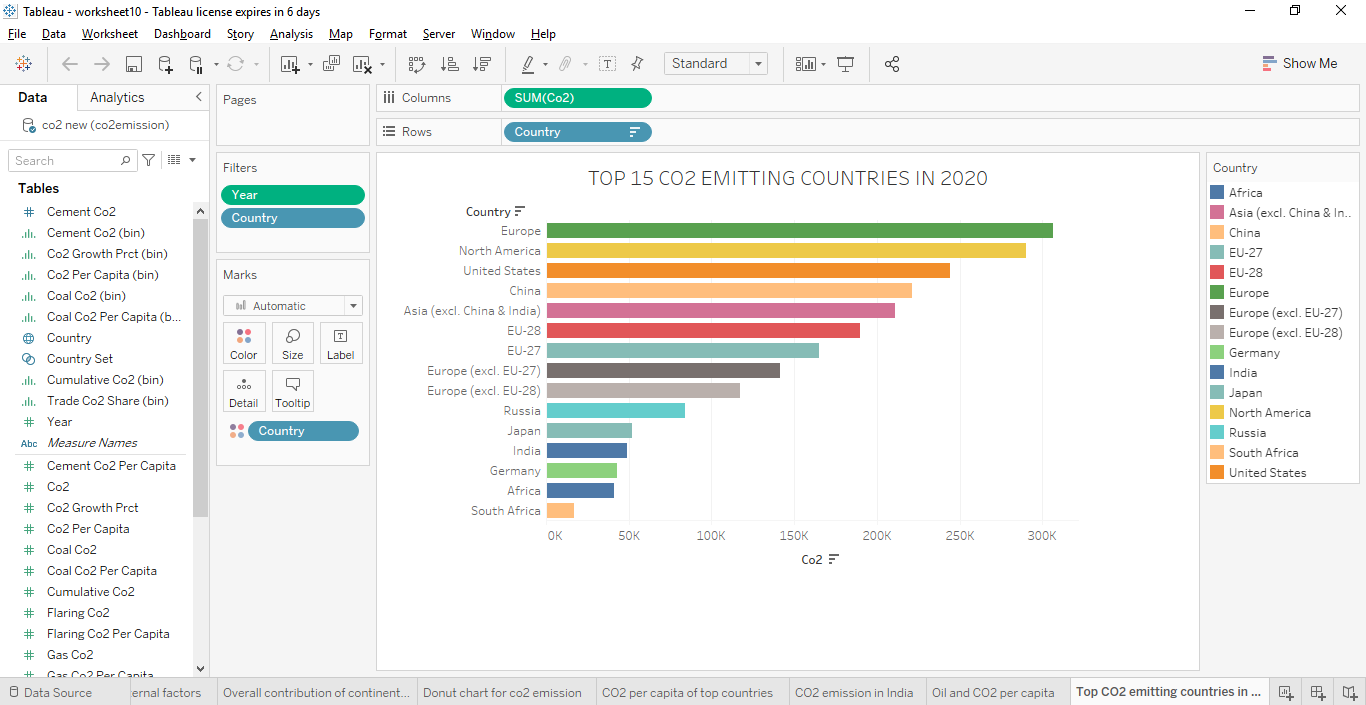 Tableau - worksheet10 - Tableau license expires in 6 days
File Data Worksheet Dashboard Story Analysis Map Format Server Window Help
Standard
Show Me
Data Analytics
co2 new (co2emission)
Search
Tables
Cement Co2
Cement Co2 (bin)
Co2 Growth Prct (bin)
Co2 Per Capita (bin)
Coal Co2 (bin)
Coal Co2 Per Capita (b...
Country
Country Set
Cumulative Co2 (bin)
Trade Co2 Share (bin)
Year
Abc Measure Names
Cement Co2 Per Capita
Co2
Co2 Growth Prct
Co2 Per Capita
Coal Co2
Coal Co2 Per Capita
Cumulative Co2
Flaring Co2
Flaring Co2 Per Capita
Gas Co2
Gas Co2 Per Capita
Pages
Filters
Year
Country
Marks
Automatic
Color Size Label
Detail Tooltip
Country
Columns SUM(Co2)
Rows Country
TOP 15 CO2 EMITTING COUNTRIES IN 2020
Country
Europe
North America
United States
China
Asia (excl. China & India)
EU-28
EU-27
Europe (excl. EU-27)
Europe (excl. EU-28)
Russia
Japan
India
Germany
Africa
South Africa
0K 50K 100K 150K 200K 250K 300K
Co2
Country
Africa
Asia (excl. China & In..
China
EU-27
EU-28
Europe
Europe (excl. EU-27)
Europe (excl. EU-28)
Germany
India
Japan
North America
Russia
South Africa
United States
Data Source ernal factors Overall contribution of continent... Donut chart for co2 emission CO2 per capita of top countries CO2 emission in India Oil and CO2 per capita Top CO2 emitting countries in ...